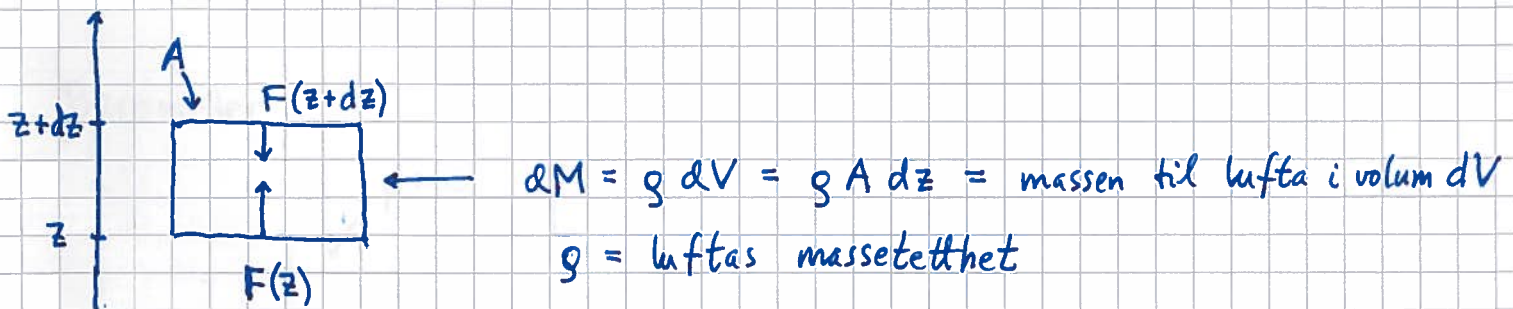 A
F(z+dz)
z+dz
dM = ρ dV = ρ A dz = massen til lufta i volum dV
z
ρ = luftas massetetthet
F(z)